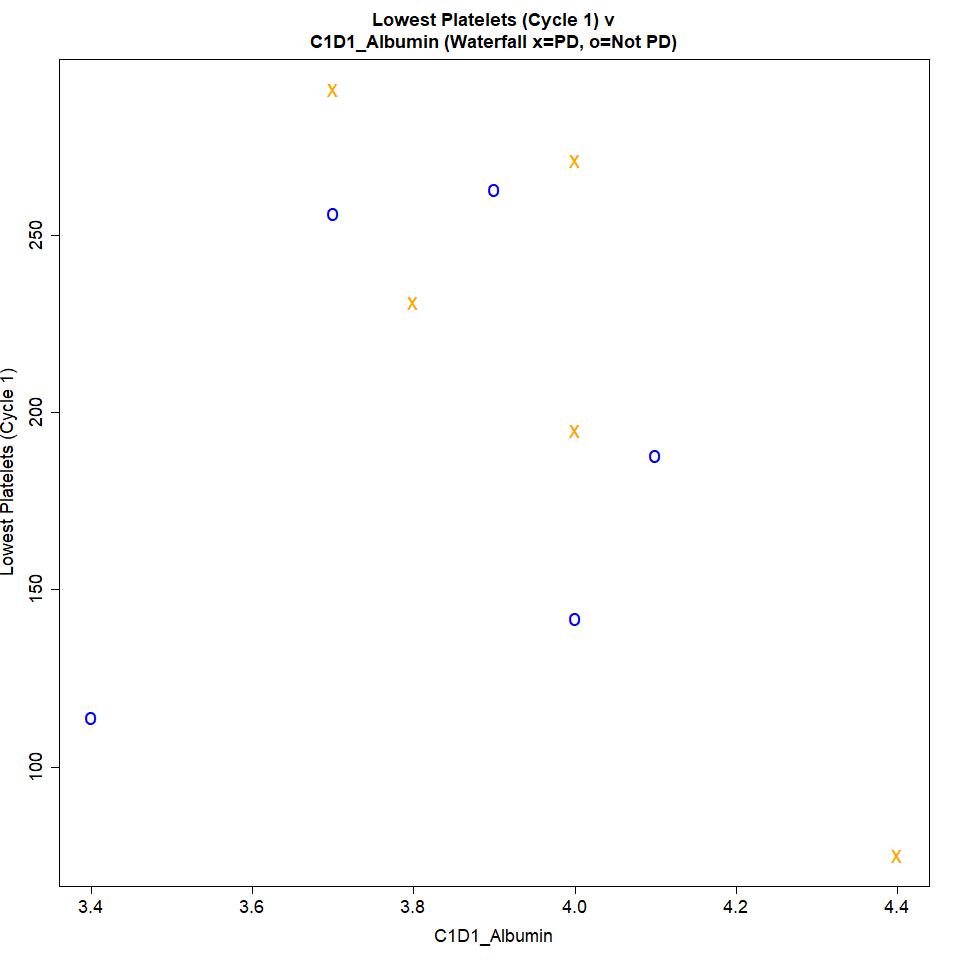 Lowest Platelets (Cycle 1) v
C1D1_Albumin (Waterfall x=PD, o=Not PD)
Lowest Platelets (Cycle 1)
250
200
150
100
X
X
O
O
X
X
O
O
O
X
3.4
3.6
3.8
4.0
4.2
4.4
C1D1_Albumin